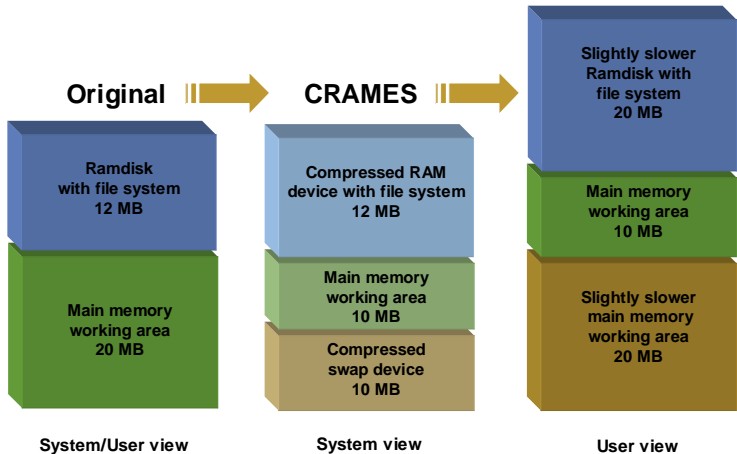 Original
CRAMES
Ramdisk
with file system
12 MB
Main memory
working area
20 MB
System/User view
Compressed RAM
device with file system
12 MB
Main memory
working area
10 MB
Compressed
swap device
10 MB
System view
Slightly slower
Ramdisk with
file system
20 MB
Main memory
working area
10 MB
Slightly slower
main memory
working area
20 MB
User view